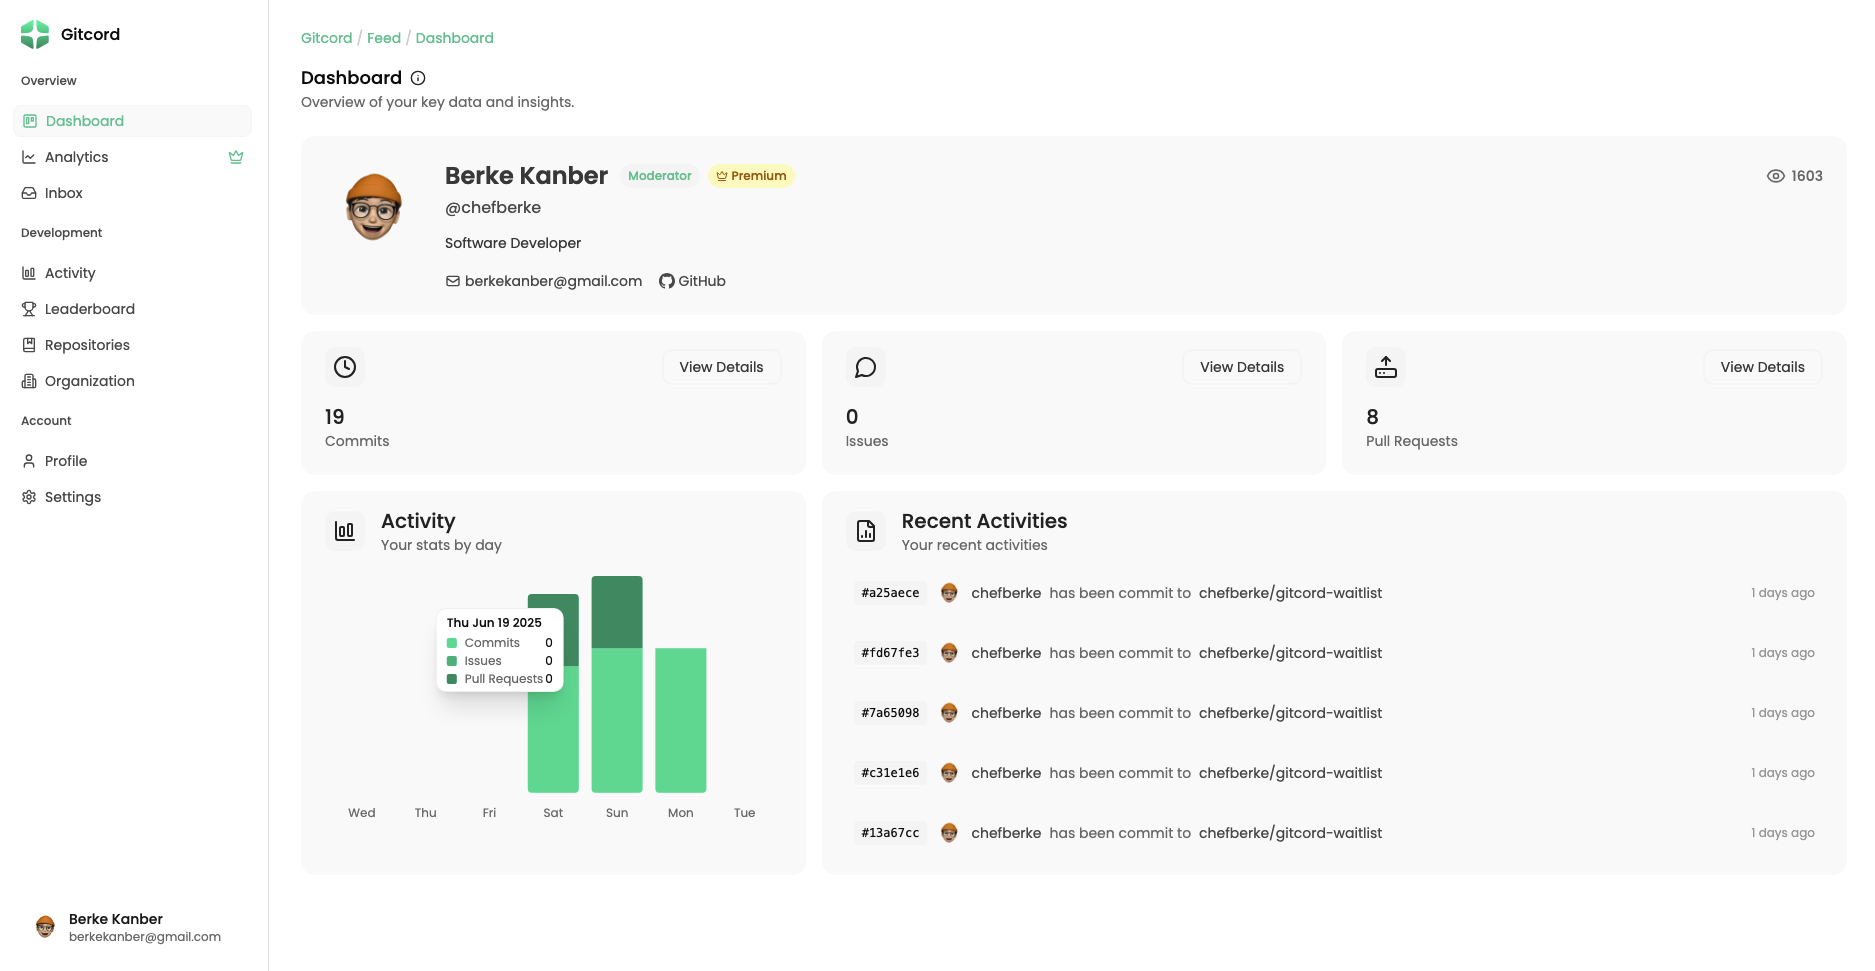 Gitcord
Overview
Dashboard
Analytics
Inbox
Development
Activity
Leaderboard
Repositories
Organization
Account
Profile
Settings
Berke Kanber
berkekanber@gmail.com
Gitcord / Feed / Dashboard
Dashboard
Overview of your key data and insights.
Berke Kanber Moderator Premium
1603
@chefberke
Software Developer
berkekanber@gmail.com GitHub
View Details
19
Commits
View Details
0
Issues
View Details
8
Pull Requests
Activity
Your stats by day
Thu Jun 19 2025
Commits 0
Issues 0
Pull Requests 0
Wed Thu Fri Sat Sun Mon Tue
Recent Activities
Your recent activities
#a25aece chefberke has been commit to chefberke/gitcord-waitlist 1 days ago
#fd67fe3 chefberke has been commit to chefberke/gitcord-waitlist 1 days ago
#7a65098 chefberke has been commit to chefberke/gitcord-waitlist 1 days ago
#c31e1e6 chefberke has been commit to chefberke/gitcord-waitlist 1 days ago
#13a67cc chefberke has been commit to chefberke/gitcord-waitlist 1 days ago